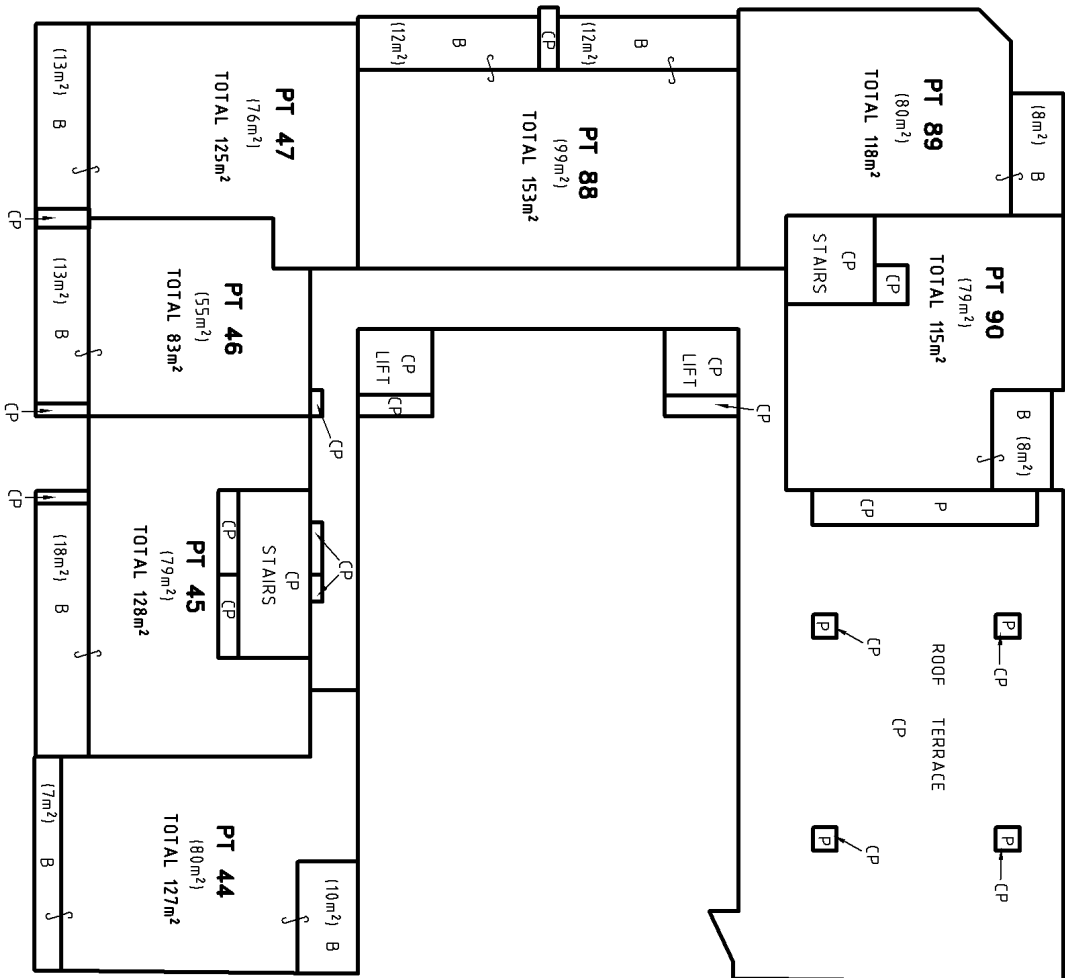 (8m²) B
PT 89
(80m²)
TOTAL 118m²
PT 90
(79m²)
TOTAL 115m²
B (8m²)
CP
STAIRS
CP
P
CP
P
CP
P
CP
ROOF TERRACE
CP
P
CP
P
CP
CP
LIFT
CP
B
(12m²)
CP
B
(12m²)
PT 88
(99m²)
TOTAL 153m²
CP
LIFT
CP
CP
CP
PT 47
(76m²)
TOTAL 125m²
PT 46
(55m²)
TOTAL 83m²
CP
STAIRS
CP
CP
PT 45
(79m²)
TOTAL 128m²
PT 44
(80m²)
TOTAL 127m²
(10m²) B
(13m²) B
(13m²) B
(18m²) B
(7m²) B
CP
CP
CP